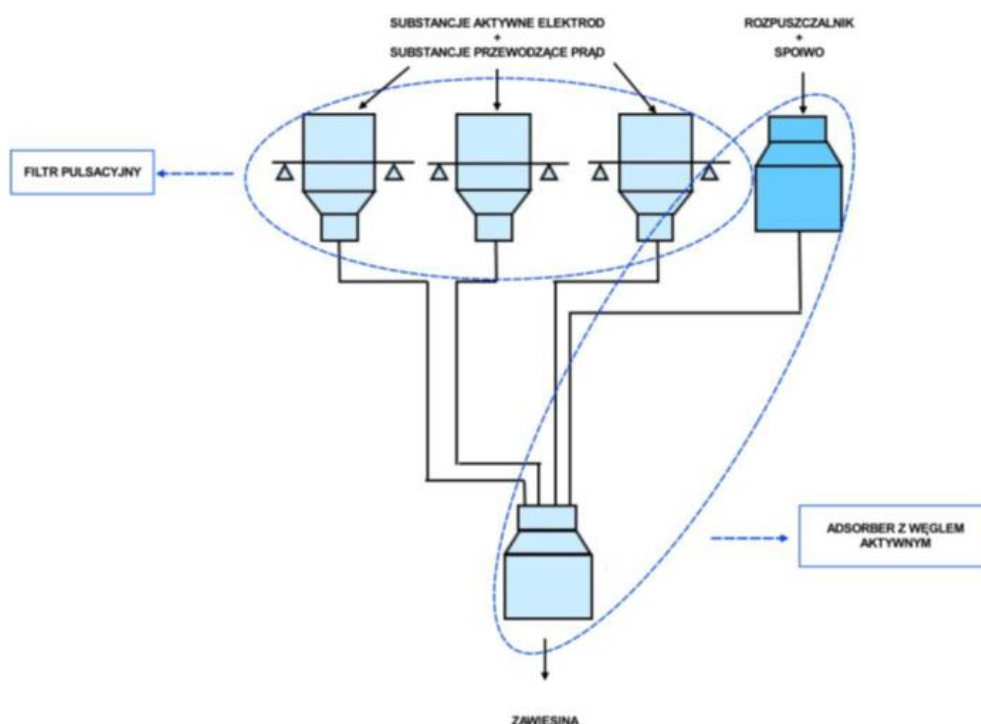 SUBSTANCJE AKTYWNE ELEKTROD
+
SUBSTANCJE PRZEWODZĄCE PRĄD
ROZPUSZCZALNIK
+
SPOIWO
FILTR PULSACYJNY
ADSORBER Z WĘGLEM
AKTYWNYM
ZAWIESINA